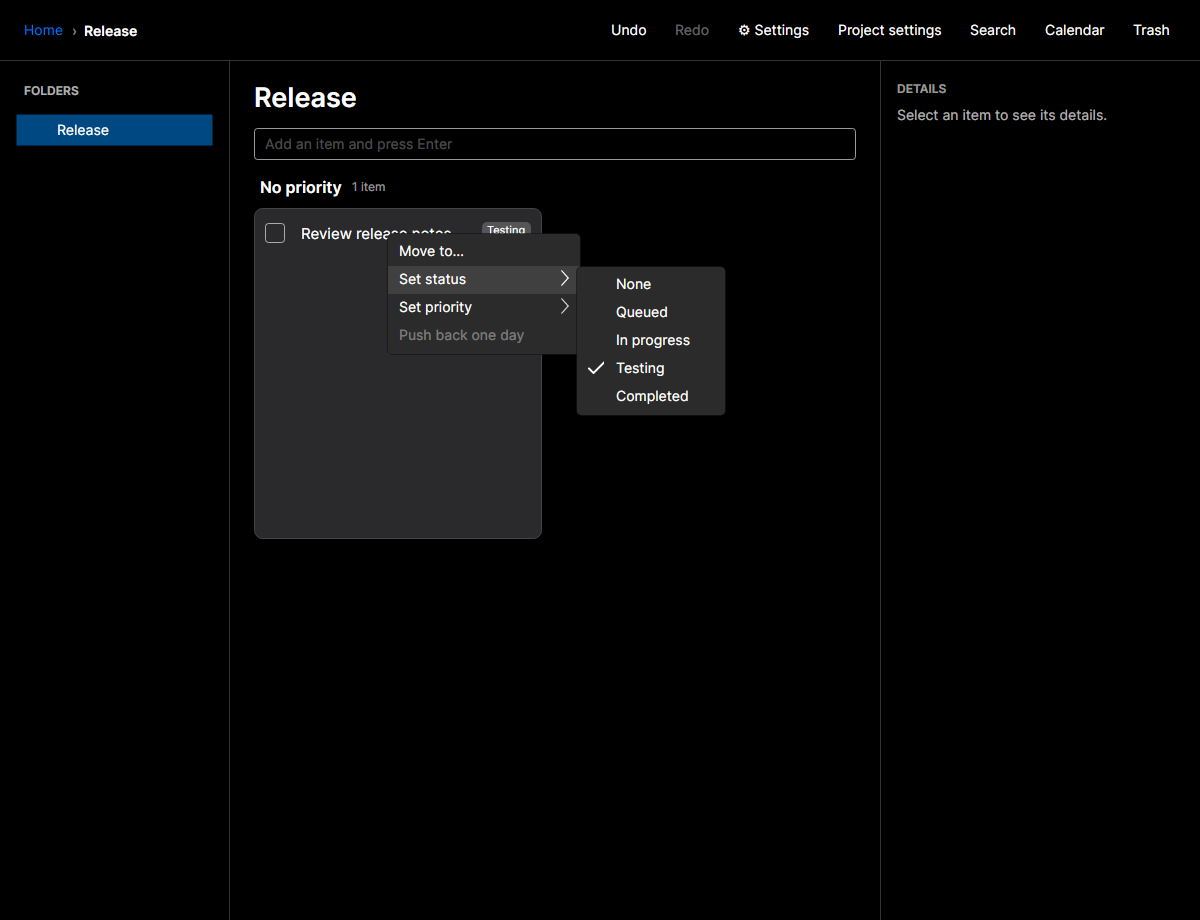 Home › Release
Undo Redo ⚙ Settings Project settings Search Calendar Trash
FOLDERS
Release
Release
Add an item and press Enter
No priority 1 item
Review release notes Testing
Move to...
Set status
Set priority
Push back one day
None
Queued
In progress
Testing
Completed
DETAILS
Select an item to see its details.